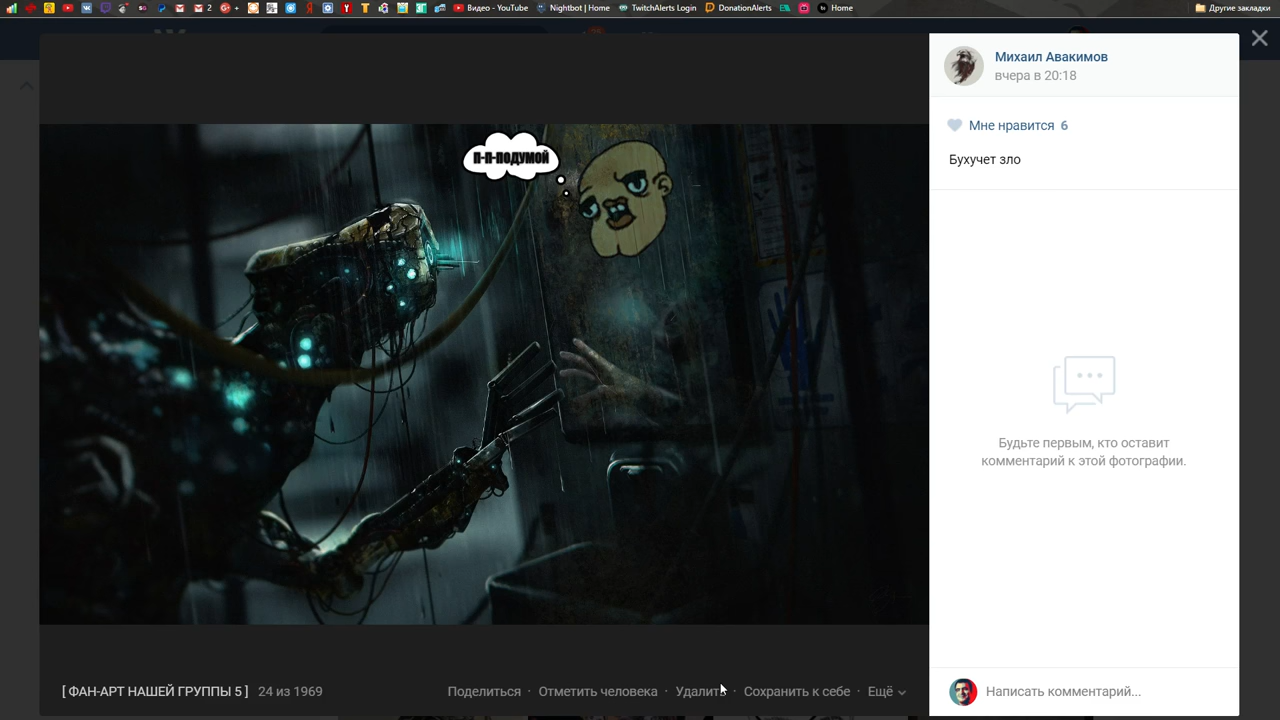 2
+
Видео - YouTube
Nightbot | Home
TwitchAlerts Login
DonationAlerts
Home
Другие закладки
Михаил Авакимов
вчера в 20:18
Мне нравится 6
Бухучет зло
П-П-ПОДУМОЙ
Будьте первым, кто оставит
комментарий к этой фотографии.
[ ФАН-АРТ НАШЕЙ ГРУППЫ 5 ] 24 из 1969
Поделиться · Отметить человека · Удалить · Сохранить к себе · Ещё
Написать комментарий...